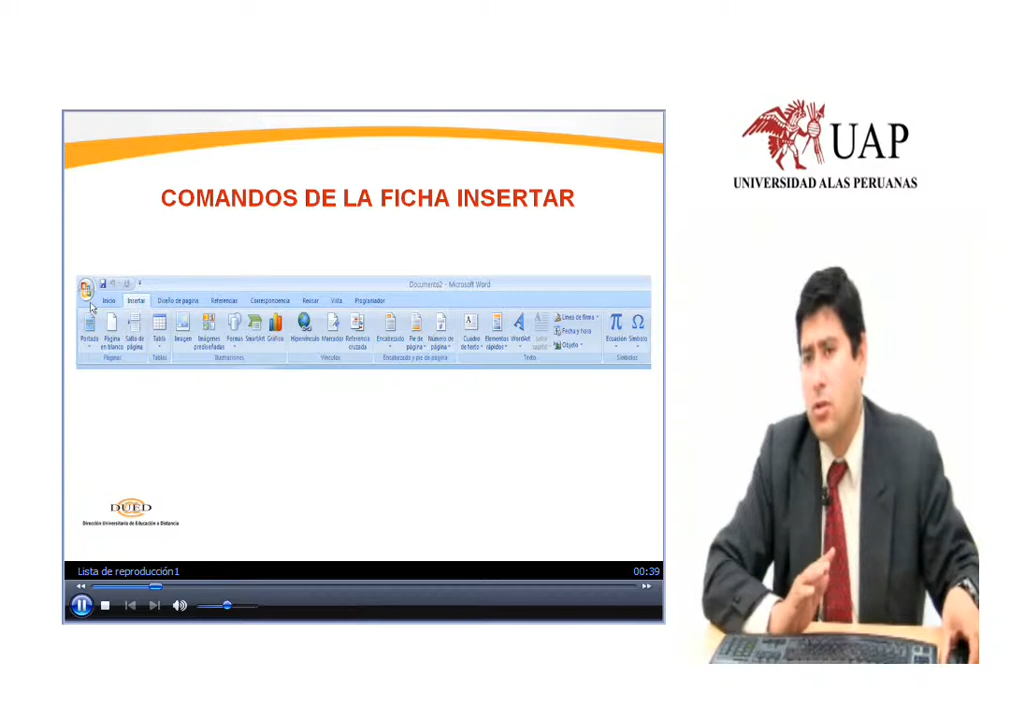 COMANDOS DE LA FICHA INSERTAR
Documento2 - Microsoft Word
Inicio Insertar Diseño de página Referencias Correspondencia Revisar Vista Programador
Portada Página en blanco Salto de página Tabla Imagen Imágenes prediseñadas Formas SmartArt Gráfico Hipervínculo Marcador Referencia cruzada Encabezado Pie de página Número de página Cuadro de texto Elementos rápidos WordArt Letra capital Línea de firma Fecha y hora Objeto Ecuación Símbolo
Páginas Tablas Ilustraciones Vínculos Encabezado y pie de página Texto Símbolos
DUED
Dirección Universitaria de Educación a Distancia
Lista de reproducción1 00:39
UAP
UNIVERSIDAD ALAS PERUANAS